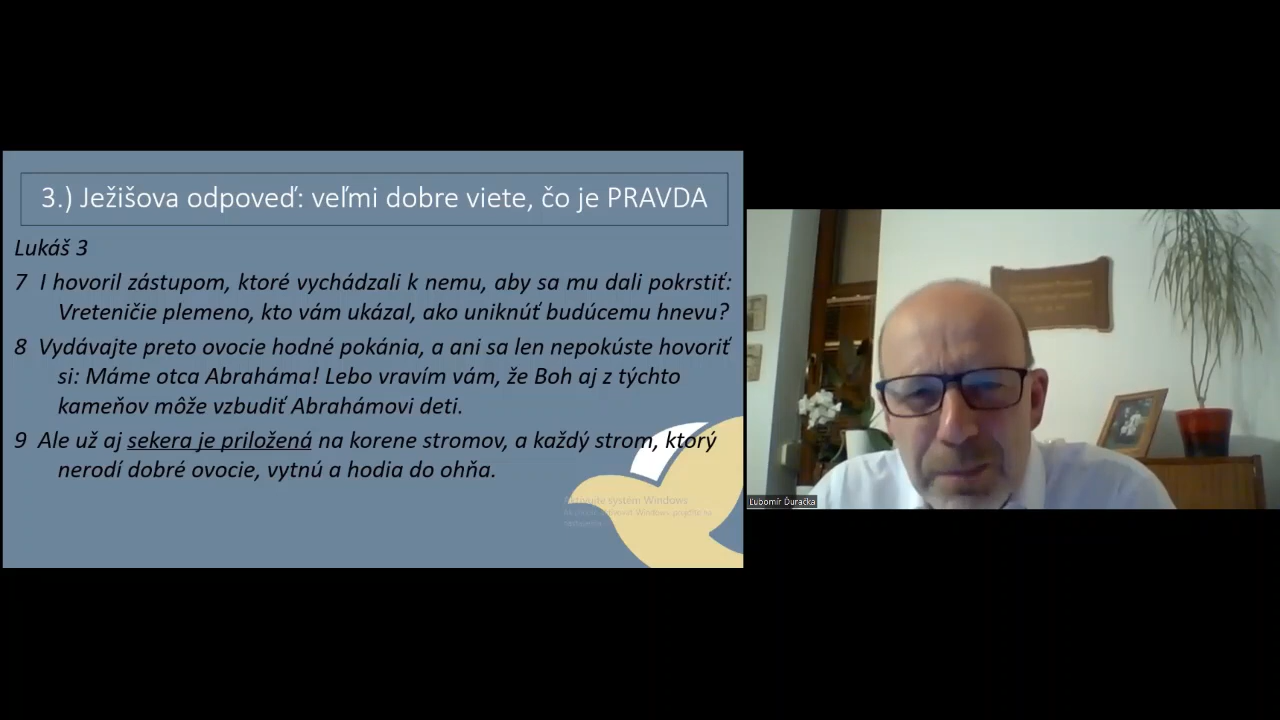 3.) Ježišova odpoveď: veľmi dobre viete, čo je PRAVDA
Lukáš 3
7 I hovoril zástupom, ktoré vychádzali k nemu, aby sa mu dali pokrstiť:
Vreteničie plemeno, kto vám ukázal, ako uniknúť budúcemu hnevu?
8 Vydávajte preto ovocie hodné pokánia, a ani sa len nepokúste hovoriť
si: Máme otca Abraháma! Lebo vravím vám, že Boh aj z týchto
kameňov môže vzbudiť Abrahámovi deti.
9 Ale už aj sekera je priložená na korene stromov, a každý strom, ktorý
nerodí dobré ovocie, vytnú a hodia do ohňa.
systém Windows
Ľubomír Ďuračka